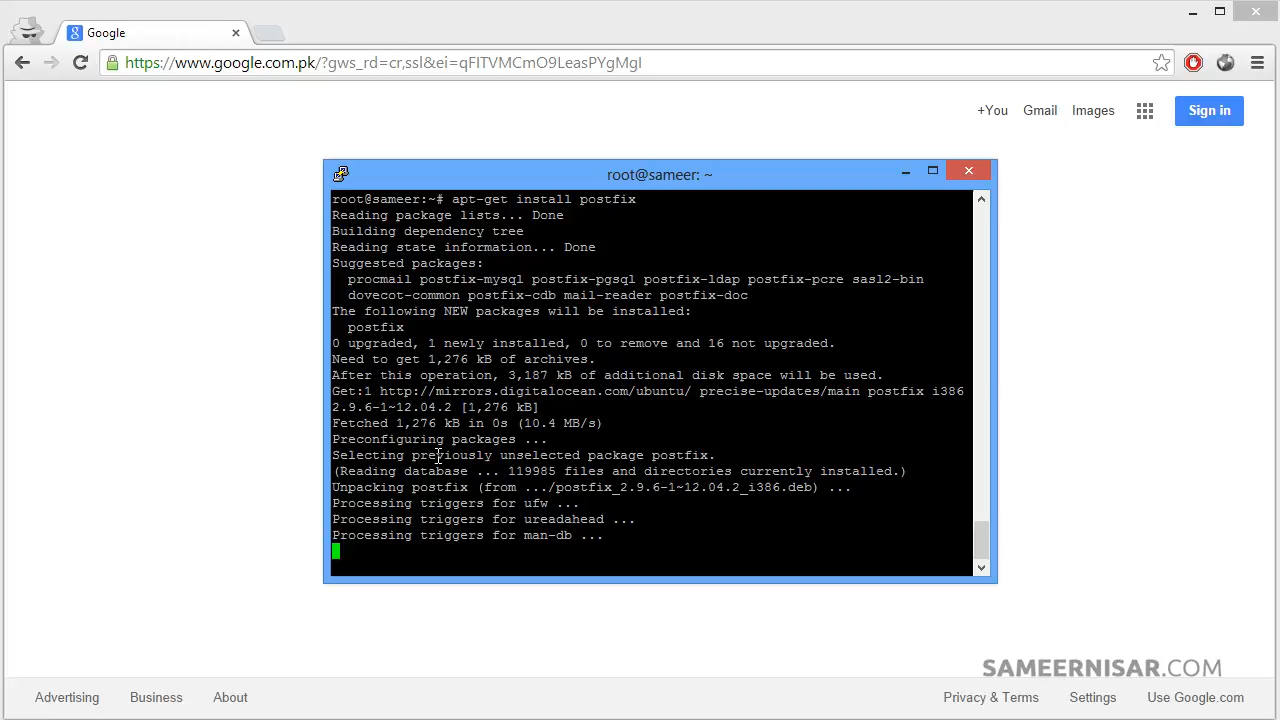 Google
https://www.google.com.pk/?gws_rd=cr,ssl&ei=qFITVMCmO9LeasPYgMgI
+You Gmail Images Sign in
root@sameer: ~
root@sameer:~# apt-get install postfix
Reading package lists... Done
Building dependency tree
Reading state information... Done
Suggested packages:
procmail postfix-mysql postfix-pgsql postfix-ldap postfix-pcre sasl2-bin
dovecot-common postfix-cdb mail-reader postfix-doc
The following NEW packages will be installed:
postfix
0 upgraded, 1 newly installed, 0 to remove and 16 not upgraded.
Need to get 1,276 kB of archives.
After this operation, 3,187 kB of additional disk space will be used.
Get:1 http://mirrors.digitalocean.com/ubuntu/ precise-updates/main postfix i386
2.9.6-1~12.04.2 [1,276 kB]
Fetched 1,276 kB in 0s (10.4 MB/s)
Preconfiguring packages ...
Selecting previously unselected package postfix.
(Reading database ... 119985 files and directories currently installed.)
Unpacking postfix (from .../postfix_2.9.6-1~12.04.2_i386.deb) ...
Processing triggers for ufw ...
Processing triggers for ureadahead ...
Processing triggers for man-db ...
SAMEERNISAR.COM
Advertising Business About Privacy & Terms Settings Use Google.com